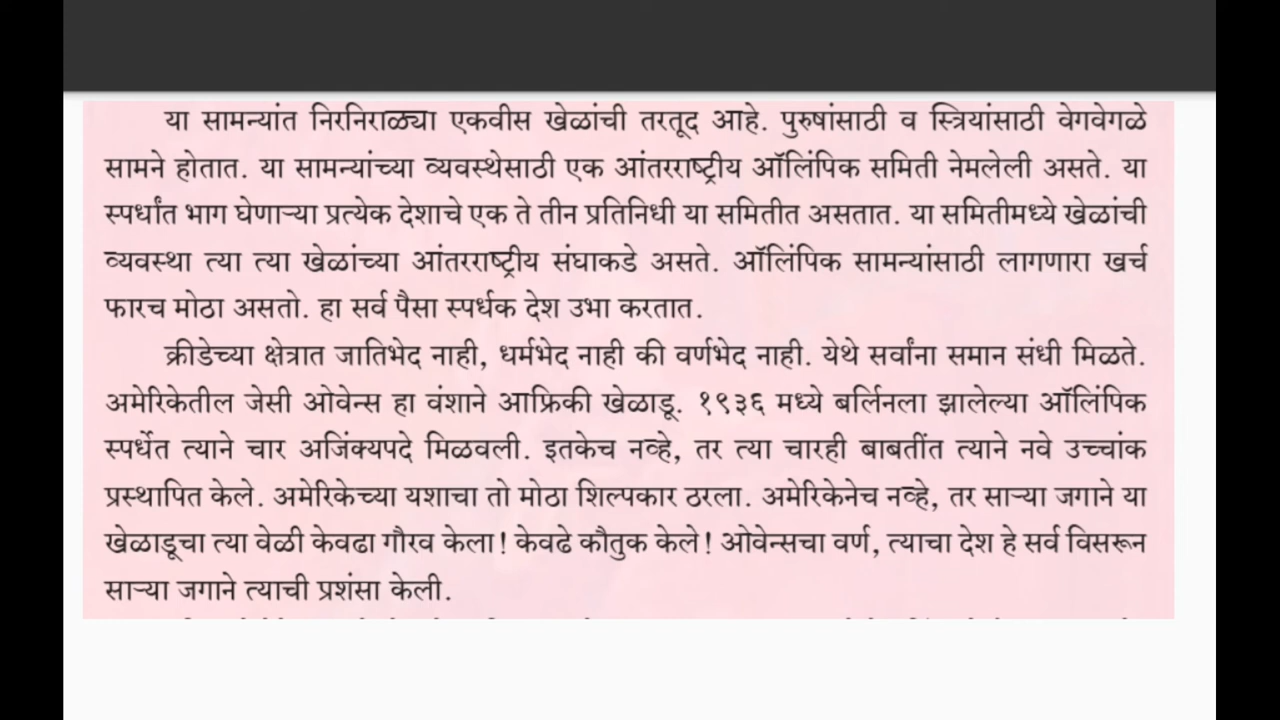 या सामन्यांत निरनिराळ्या एकवीस खेळांची तरतूद आहे. पुरुषांसाठी व स्त्रियांसाठी वेगवेगळे
सामने होतात. या सामन्यांच्या व्यवस्थेसाठी एक आंतरराष्ट्रीय ऑलिंपिक समिती नेमलेली असते. या
स्पर्धांत भाग घेणाऱ्या प्रत्येक देशाचे एक ते तीन प्रतिनिधी या समितीत असतात. या समितीमध्ये खेळांची
व्यवस्था त्या त्या खेळांच्या आंतरराष्ट्रीय संघाकडे असते. ऑलिंपिक सामन्यांसाठी लागणारा खर्च
फारच मोठा असतो. हा सर्व पैसा स्पर्धक देश उभा करतात.
क्रीडेच्या क्षेत्रात जातिभेद नाही, धर्मभेद नाही की वर्णभेद नाही. येथे सर्वांना समान संधी मिळते.
अमेरिकेतील जेसी ओवेन्स हा वंशाने आफ्रिकी खेळाडू. १९३६ मध्ये बर्लिनला झालेल्या ऑलिंपिक
स्पर्धेत त्याने चार अजिंक्यपदे मिळवली. इतकेच नव्हे, तर त्या चारही बाबतींत त्याने नवे उच्चांक
प्रस्थापित केले. अमेरिकेच्या यशाचा तो मोठा शिल्पकार ठरला. अमेरिकेनेच नव्हे, तर साऱ्या जगाने या
खेळाडूचा त्या वेळी केवढा गौरव केला! केवढे कौतुक केले! ओवेन्सचा वर्ण, त्याचा देश हे सर्व विसरून
साऱ्या जगाने त्याची प्रशंसा केली.